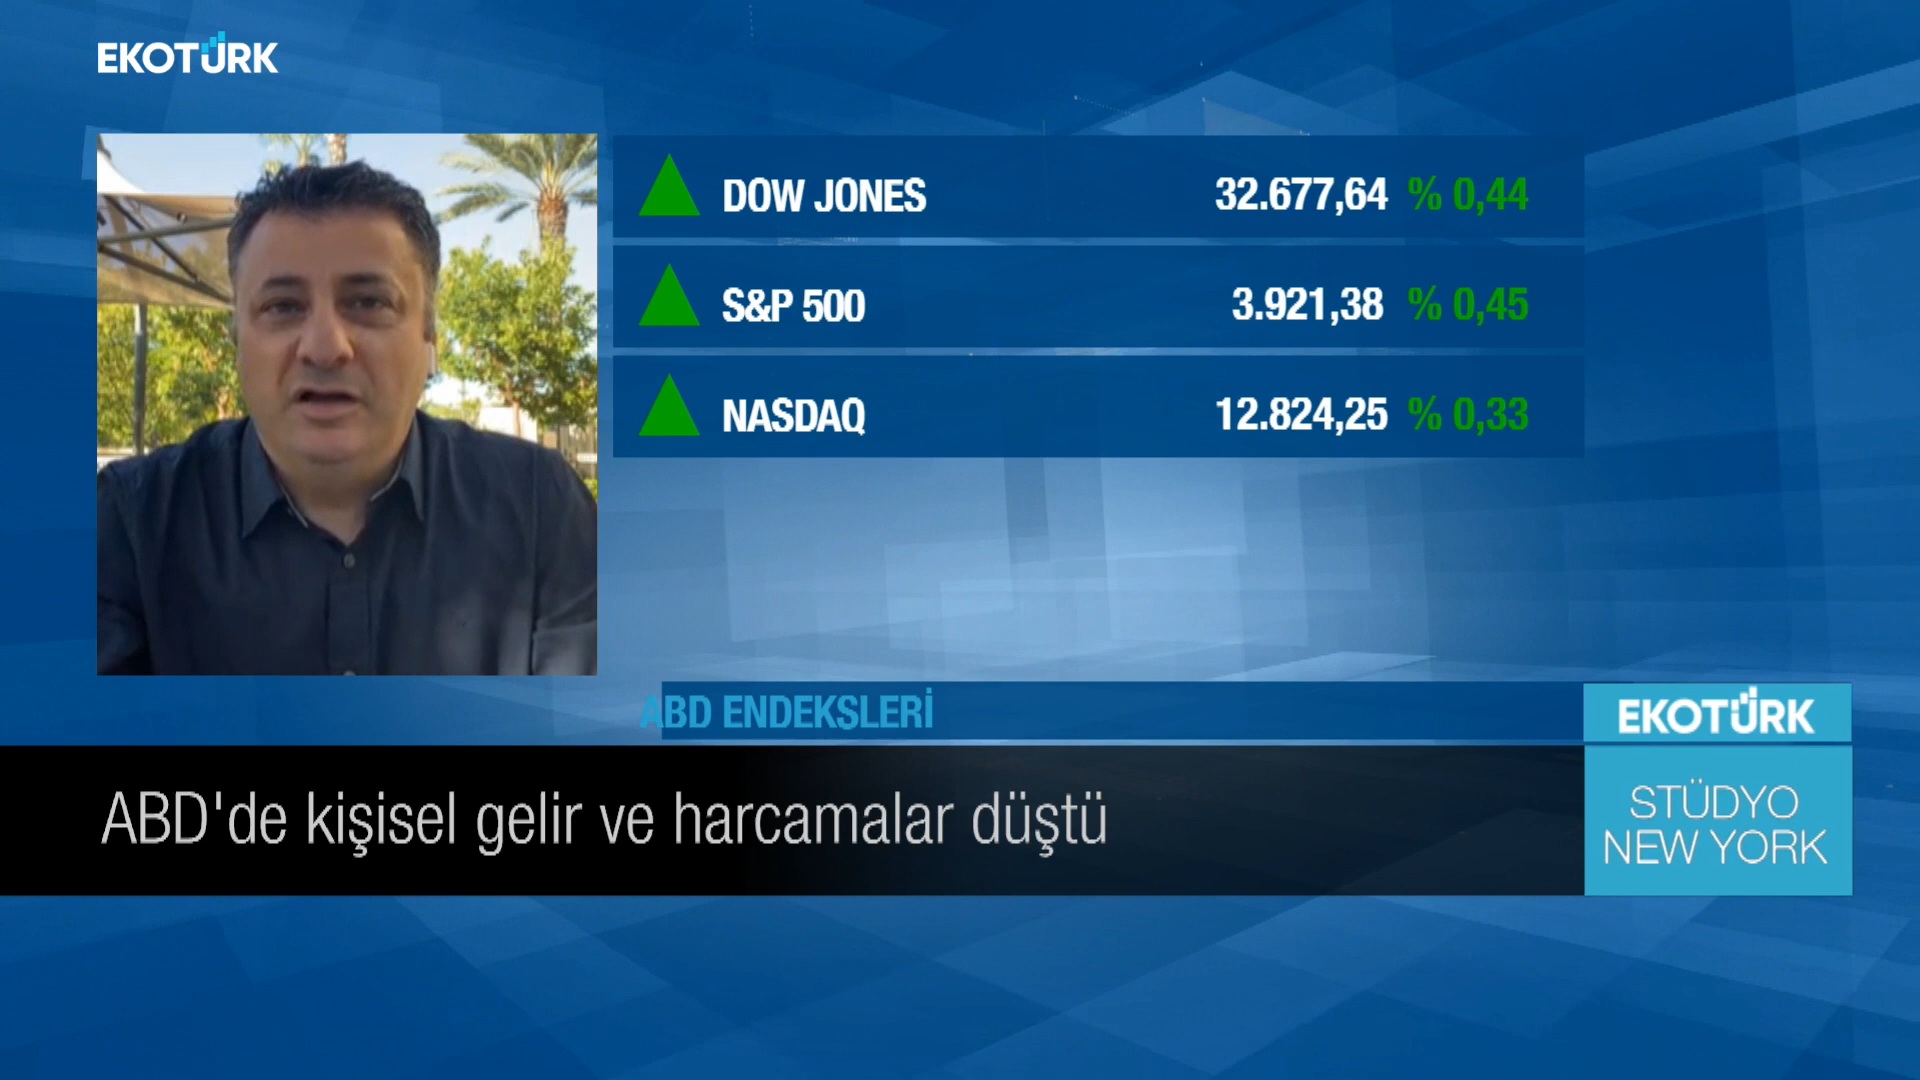 EKOTÜRK
DOW JONES 32.677,64 % 0,44
S&P 500 3.921,38 % 0,45
NASDAQ 12.824,25 % 0,33
ABD ENDEKSLERİ
EKOTÜRK
ABD'de kişisel gelir ve harcamalar düştü
STÜDYO
NEW YORK